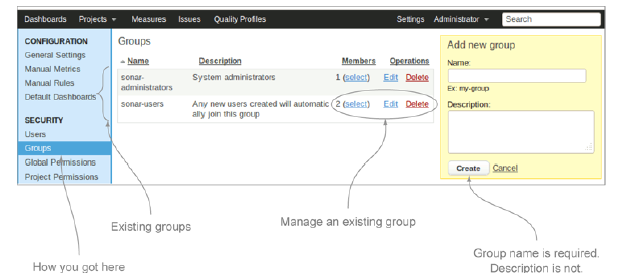 Dashboards Projects Measures Issues Quality Profiles Settings Administrator Search
CONFIGURATION
General Settings
Manual Metrics
Manual Rules
Default Dashboards
SECURITY
Users
Groups
Global Permissions
Project Permissions
Groups
Name Description Members Operations
sonar-administrators System administrators 1 (select) Edit Delete
sonar-users Any new users created will automatic 2 (select) Edit Delete
ally join this group
Add new group
Name:
Ex: my-group
Description:
Create Cancel
Existing groups
Manage an existing group
How you got here
Group name is required.
Description is not.